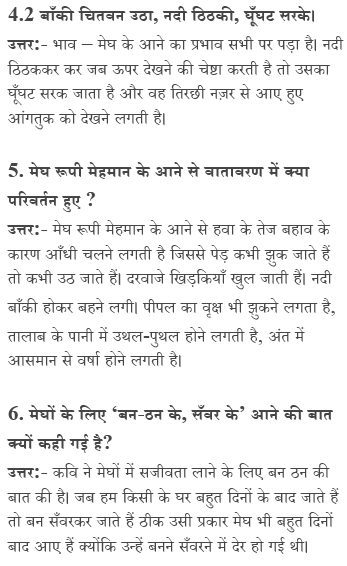 4.2 बाँकी चितवन उठा, नदी ठिठकी, घूँघट सरके।
उत्तर:- भाव – मेघ के आने का प्रभाव सभी पर पड़ा है। नदी
ठिठककर कर जब ऊपर देखने की चेष्टा करती है तो उसका
घूँघट सरक जाता है और वह तिरछी नज़र से आए हुए
आंगतुक को देखने लगती है।
5. मेघ रूपी मेहमान के आने से वातावरण में क्या
परिवर्तन हुए ?
उत्तर:- मेघ रूपी मेहमान के आने से हवा के तेज बहाव के
कारण आँधी चलने लगती है जिससे पेड़ कभी झुक जाते हैं
तो कभी उठ जाते हैं। दरवाजे खिड़कियाँ खुल जाती हैं। नदी
बाँकी होकर बहने लगी। पीपल का वृक्ष भी झुकने लगता है,
तालाब के पानी में उथल-पुथल होने लगती है, अंत में
आसमान से वर्षा होने लगती है।
6. मेघों के लिए ‘बन-ठन के, सँवर के’ आने की बात
क्यों कही गई है?
उत्तर:- कवि ने मेघों में सजीवता लाने के लिए बन ठन की
बात की है। जब हम किसी के घर बहुत दिनों के बाद जाते हैं
तो बन सँवरकर जाते हैं ठीक उसी प्रकार मेघ भी बहुत दिनों
बाद आए हैं क्योंकि उन्हें बनने सँवरने में देर हो गई थी।